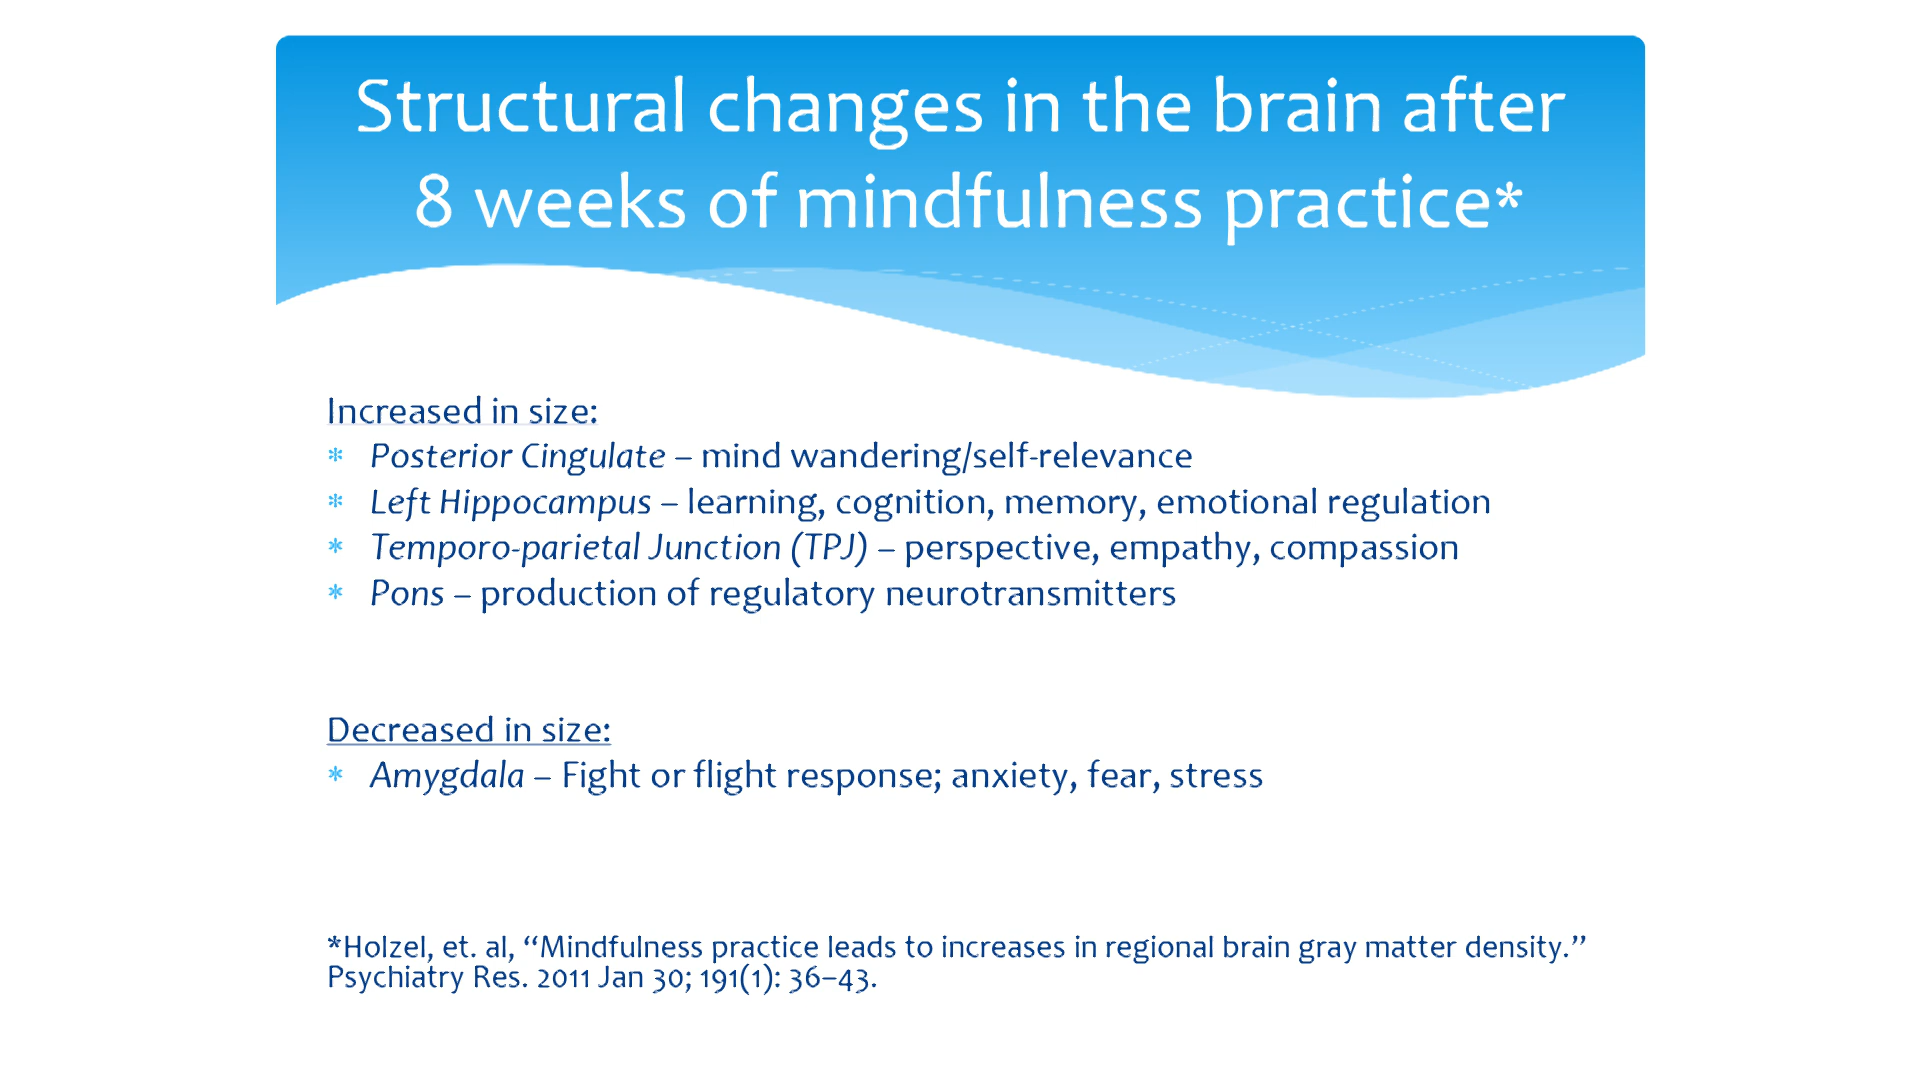 Structural changes in the brain after
8 weeks of mindfulness practice*
Increased in size:
* Posterior Cingulate – mind wandering/self-relevance
* Left Hippocampus – learning, cognition, memory, emotional regulation
* Temporo-parietal Junction (TPJ) – perspective, empathy, compassion
* Pons – production of regulatory neurotransmitters
Decreased in size:
* Amygdala – Fight or flight response; anxiety, fear, stress
*Holzel, et. al, “Mindfulness practice leads to increases in regional brain gray matter density.”
Psychiatry Res. 2011 Jan 30; 191(1): 36–43.